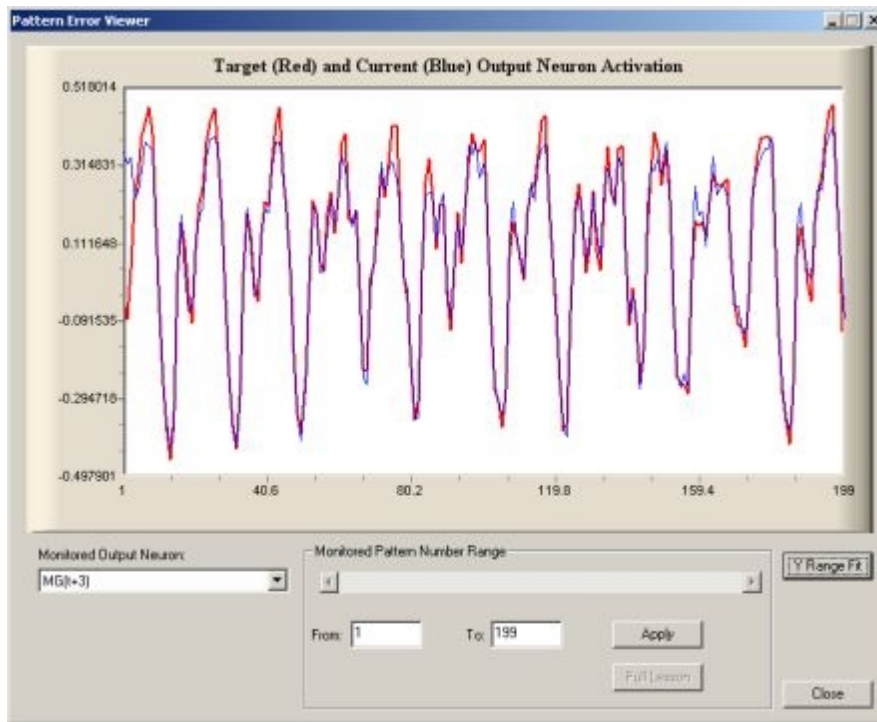 Pattern Error Viewer
Target (Red) and Current (Blue) Output Neuron Activation
0.518014
0.314831
0.111648
-0.091535
-0.294718
-0.497901
1 40.6 80.2 119.8 159.4 199
Monitored Output Neuron:
MG(t+3)
Monitored Pattern Number Range
Y Range Fit
From: 1 To: 199 Apply
Full Lesson
Close